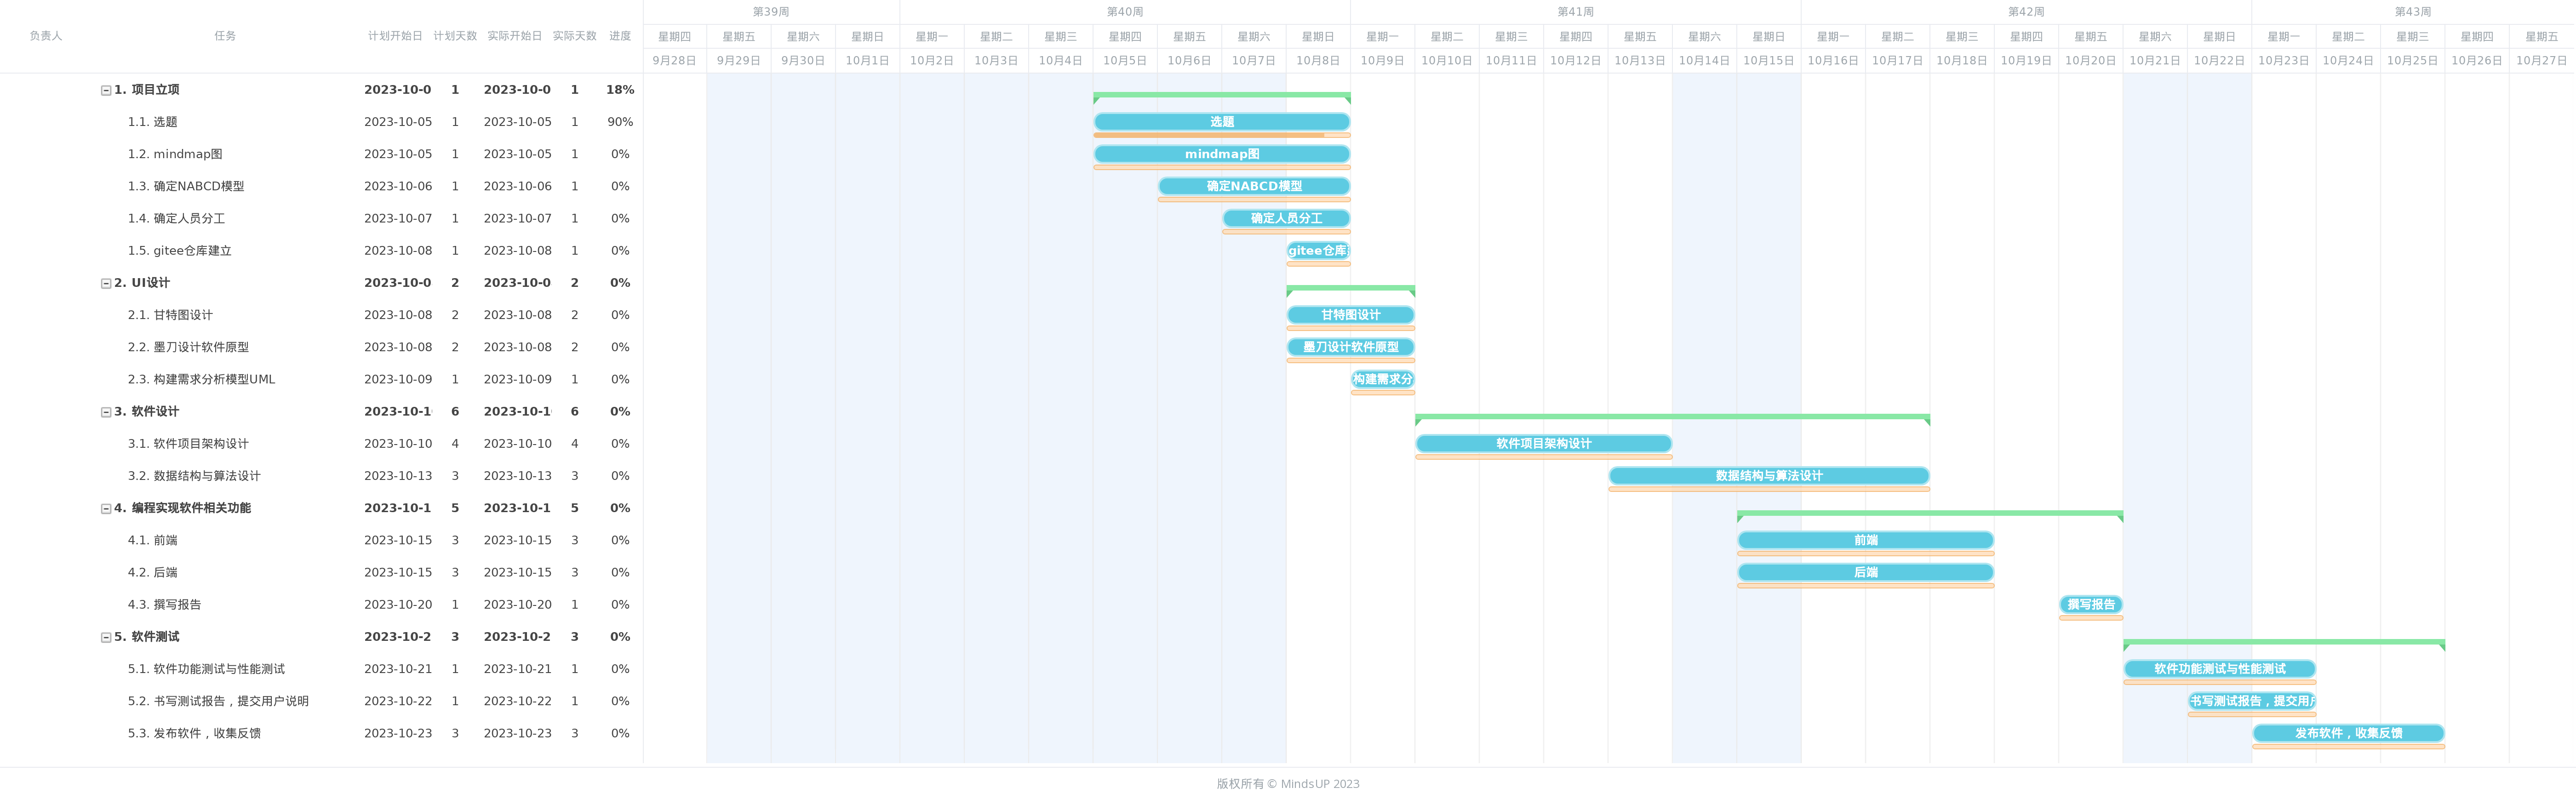 第39周 第40周 第41周 第42周 第43周
负责人 任务 计划开始日 计划天数 实际开始日 实际天数 进度 星期四 星期五 星期六 星期日 星期一 星期二 星期三 星期四 星期五 星期六 星期日 星期一 星期二 星期三 星期四 星期五 星期六 星期日 星期一 星期二 星期三 星期四 星期五 星期六 星期日 星期一 星期二 星期三 星期四 星期五
9月28日 9月29日 9月30日 10月1日 10月2日 10月3日 10月4日 10月5日 10月6日 10月7日 10月8日 10月9日 10月10日 10月11日 10月12日 10月13日 10月14日 10月15日 10月16日 10月17日 10月18日 10月19日 10月20日 10月21日 10月22日 10月23日 10月24日 10月25日 10月26日 10月27日
1. 项目立项 2023-10-0 1 2023-10-0 1 18%
1.1. 选题 2023-10-05 1 2023-10-05 1 90% 选题
1.2. mindmap图 2023-10-05 1 2023-10-05 1 0% mindmap图
1.3. 确定NABCD模型 2023-10-06 1 2023-10-06 1 0% 确定NABCD模型
1.4. 确定人员分工 2023-10-07 1 2023-10-07 1 0% 确定人员分工
1.5. gitee仓库建立 2023-10-08 1 2023-10-08 1 0% gitee仓库
2. UI设计 2023-10-0 2 2023-10-0 2 0%
2.1. 甘特图设计 2023-10-08 2 2023-10-08 2 0% 甘特图设计
2.2. 墨刀设计软件原型 2023-10-08 2 2023-10-08 2 0% 墨刀设计软件原型
2.3. 构建需求分析模型UML 2023-10-09 1 2023-10-09 1 0% 构建需求分
3. 软件设计 2023-10-1 6 2023-10-1 6 0%
3.1. 软件项目架构设计 2023-10-10 4 2023-10-10 4 0% 软件项目架构设计
3.2. 数据结构与算法设计 2023-10-13 3 2023-10-13 3 0% 数据结构与算法设计
4. 编程实现软件相关功能 2023-10-1 5 2023-10-1 5 0%
4.1. 前端 2023-10-15 3 2023-10-15 3 0% 前端
4.2. 后端 2023-10-15 3 2023-10-15 3 0% 后端
4.3. 撰写报告 2023-10-20 1 2023-10-20 1 0% 撰写报告
5. 软件测试 2023-10-2 3 2023-10-2 3 0%
5.1. 软件功能测试与性能测试 2023-10-21 1 2023-10-21 1 0% 软件功能测试与性能测试
5.2. 书写测试报告，提交用户说明 2023-10-22 1 2023-10-22 1 0% 书写测试报告，提交用户
5.3. 发布软件，收集反馈 2023-10-23 3 2023-10-23 3 0% 发布软件，收集反馈
版权所有 © MindsUP 2023